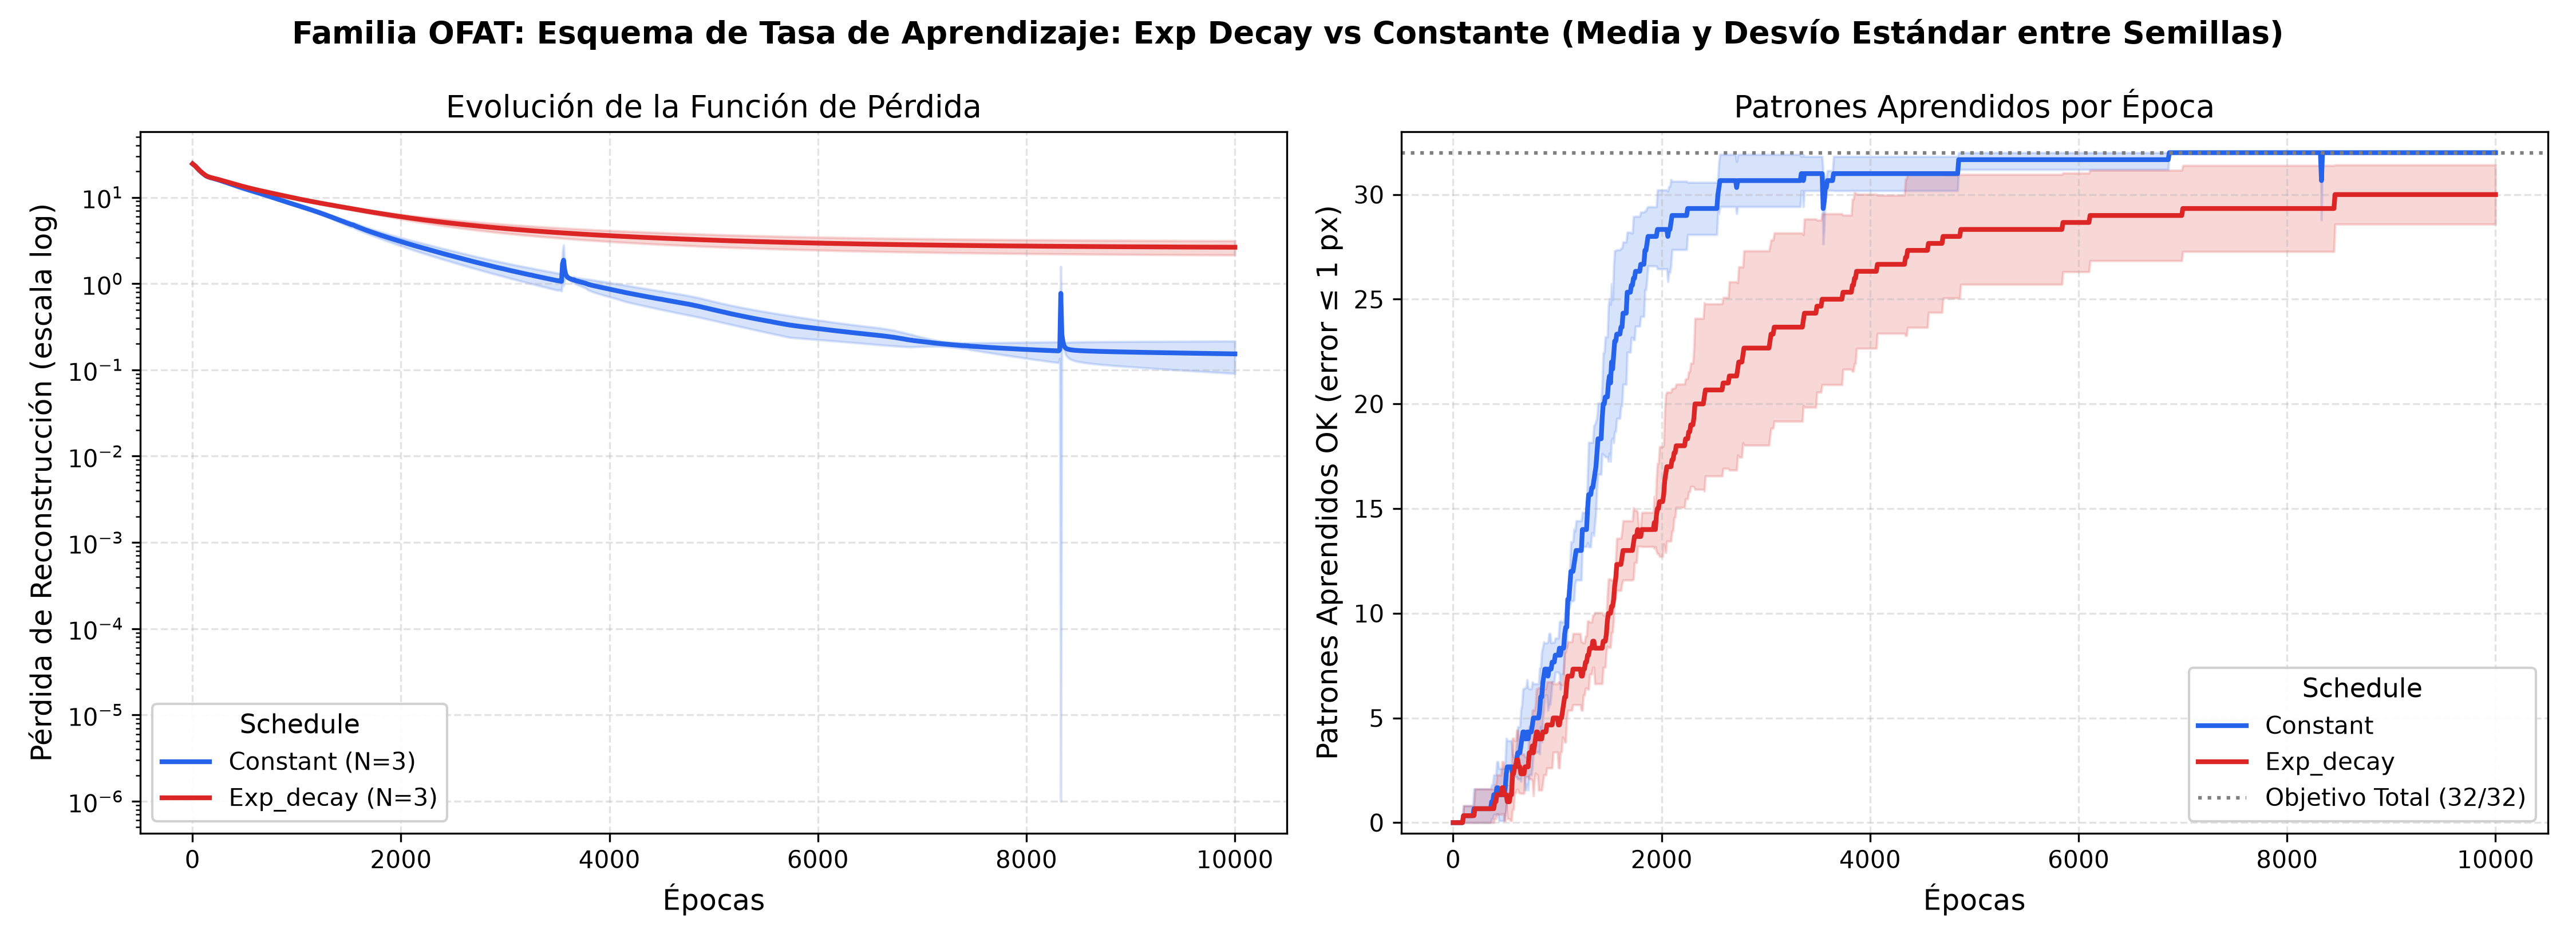 Familia OFAT: Esquema de Tasa de Aprendizaje: Exp Decay vs Constante (Media y Desvío Estándar entre Semillas)
Evolución de la Función de Pérdida
Pérdida de Reconstrucción (escala log)
10¹
10⁰
10⁻¹
10⁻²
10⁻³
10⁻⁴
10⁻⁵
10⁻⁶
Schedule
Constant (N=3)
Exp_decay (N=3)
0 2000 4000 6000 8000 10000
Épocas
Patrones Aprendidos por Época
Patrones Aprendidos OK (error ≤ 1 px)
30
25
20
15
10
5
0
Schedule
Constant
Exp_decay
Objetivo Total (32/32)
0 2000 4000 6000 8000 10000
Épocas